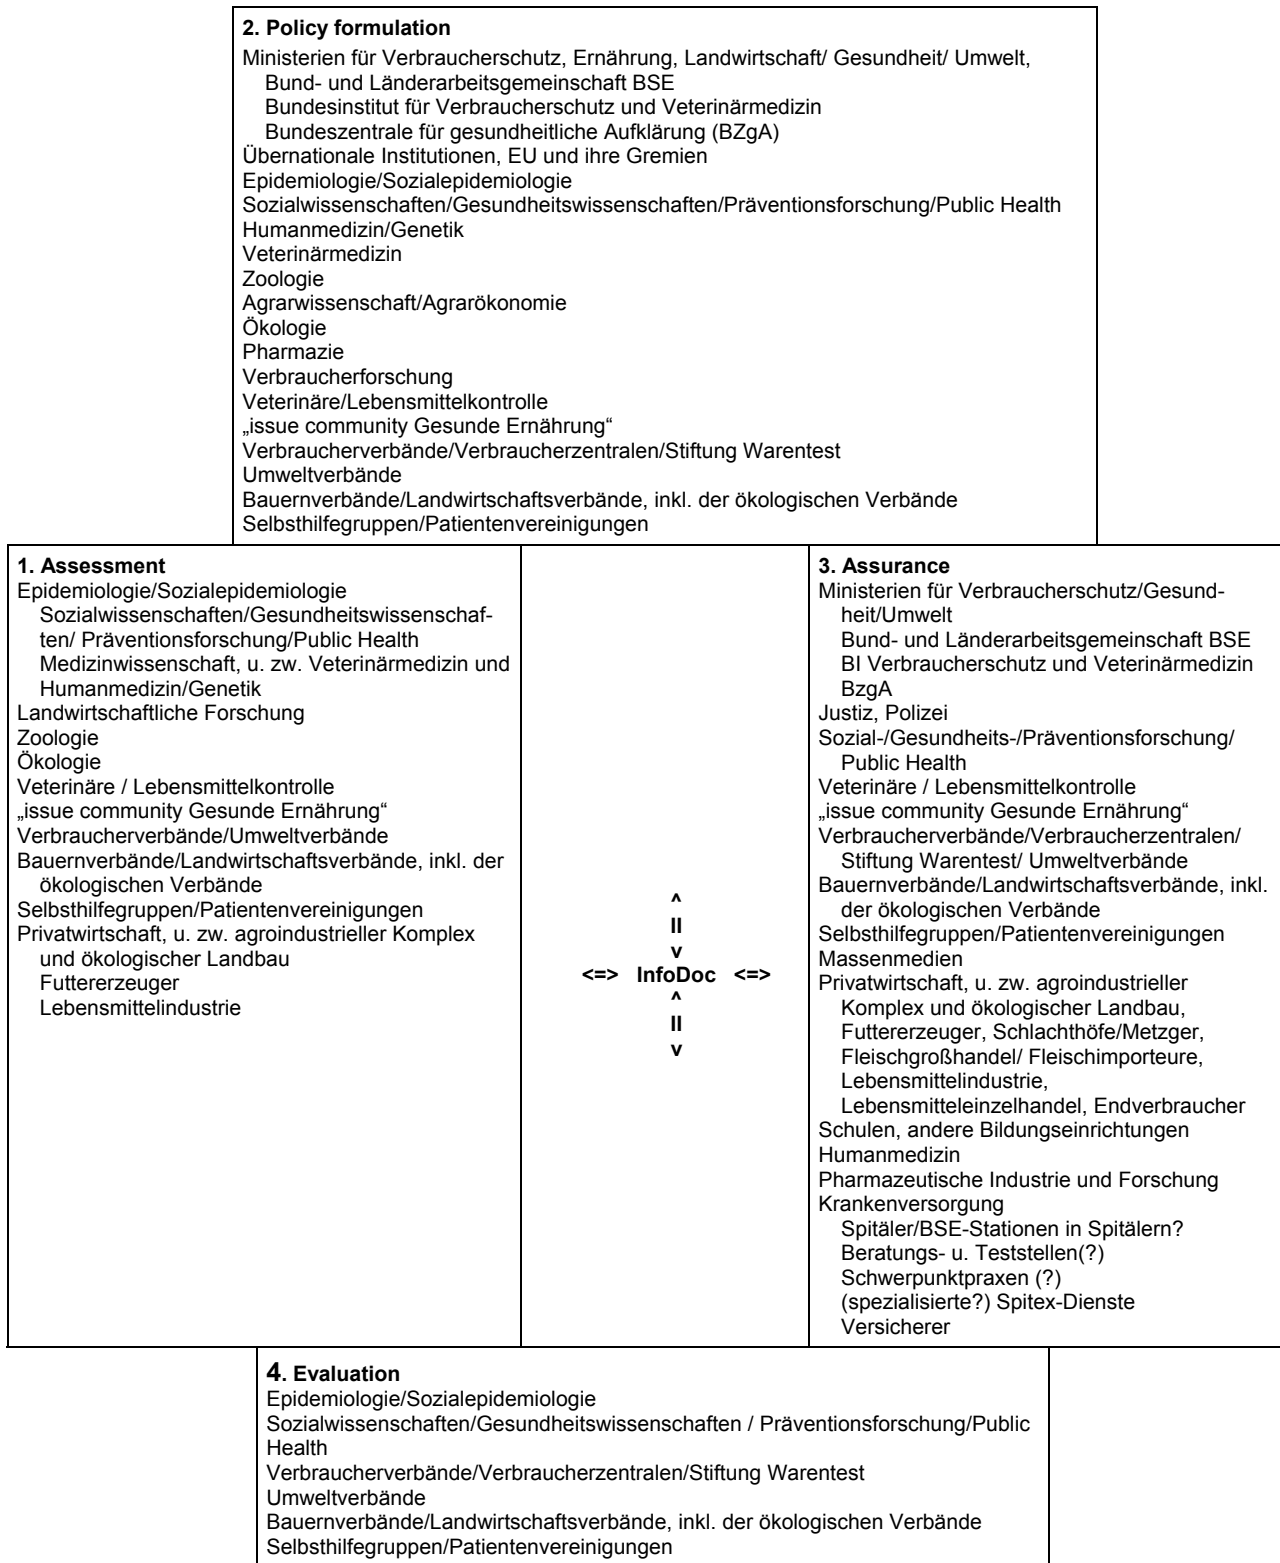 2. Policy formulation
Ministerien für Verbraucherschutz, Ernährung, Landwirtschaft/ Gesundheit/ Umwelt,
Bund- und Länderarbeitsgemeinschaft BSE
Bundesinstitut für Verbraucherschutz und Veterinärmedizin
Bundeszentrale für gesundheitliche Aufklärung (BZgA)
Übernationale Institutionen, EU und ihre Gremien
Epidemiologie/Sozialepidemiologie
Sozialwissenschaften/Gesundheitswissenschaften/Präventionsforschung/Public Health
Humanmedizin/Genetik
Veterinärmedizin
Zoologie
Agrarwissenschaft/Agrarökonomie
Ökologie
Pharmazie
Verbraucherforschung
Veterinäre/Lebensmittelkontrolle
„issue community Gesunde Ernährung“
Verbraucherverbände/Verbraucherzentralen/Stiftung Warentest
Umweltverbände
Bauernverbände/Landwirtschaftsverbände, inkl. der ökologischen Verbände
Selbsthilfegruppen/Patientenvereinigungen
1. Assessment
Epidemiologie/Sozialepidemiologie
Sozialwissenschaften/Gesundheitswissenschaf-
ten/ Präventionsforschung/Public Health
Medizinwissenschaft, u. zw. Veterinärmedizin und
Humanmedizin/Genetik
Landwirtschaftliche Forschung
Zoologie
Ökologie
Veterinäre / Lebensmittelkontrolle
„issue community Gesunde Ernährung“
Verbraucherverbände/Umweltverbände
Bauernverbände/Landwirtschaftsverbände, inkl. der
ökologischen Verbände
Selbsthilfegruppen/Patientenvereinigungen
Privatwirtschaft, u. zw. agroindustrieller Komplex
und ökologischer Landbau
Futtererzeuger
Lebensmittelindustrie
^
II
v
<=> InfoDoc <=>
^
II
v
3. Assurance
Ministerien für Verbraucherschutz/Gesund-
heit/Umwelt
Bund- und Länderarbeitsgemeinschaft BSE
BI Verbraucherschutz und Veterinärmedizin
BzgA
Justiz, Polizei
Sozial-/Gesundheits-/Präventionsforschung/
Public Health
Veterinäre / Lebensmittelkontrolle
„issue community Gesunde Ernährung“
Verbraucherverbände/Verbraucherzentralen/
Stiftung Warentest/ Umweltverbände
Bauernverbände/Landwirtschaftsverbände, inkl.
der ökologischen Verbände
Selbsthilfegruppen/Patientenvereinigungen
Massenmedien
Privatwirtschaft, u. zw. agroindustrieller
Komplex und ökologischer Landbau,
Futtererzeuger, Schlachthöfe/Metzger,
Fleischgroßhandel/ Fleischimporteure,
Lebensmittelindustrie,
Lebensmitteleinzelhandel, Endverbraucher
Schulen, andere Bildungseinrichtungen
Humanmedizin
Pharmazeutische Industrie und Forschung
Krankenversorgung
Spitäler/BSE-Stationen in Spitälern?
Beratungs- u. Teststellen(?)
Schwerpunktpraxen (?)
(spezialisierte?) Spitex-Dienste
Versicherer
4. Evaluation
Epidemiologie/Sozialepidemiologie
Sozialwissenschaften/Gesundheitswissenschaften / Präventionsforschung/Public
Health
Verbraucherverbände/Verbraucherzentralen/Stiftung Warentest
Umweltverbände
Bauernverbände/Landwirtschaftsverbände, inkl. der ökologischen Verbände
Selbsthilfegruppen/Patientenvereinigungen